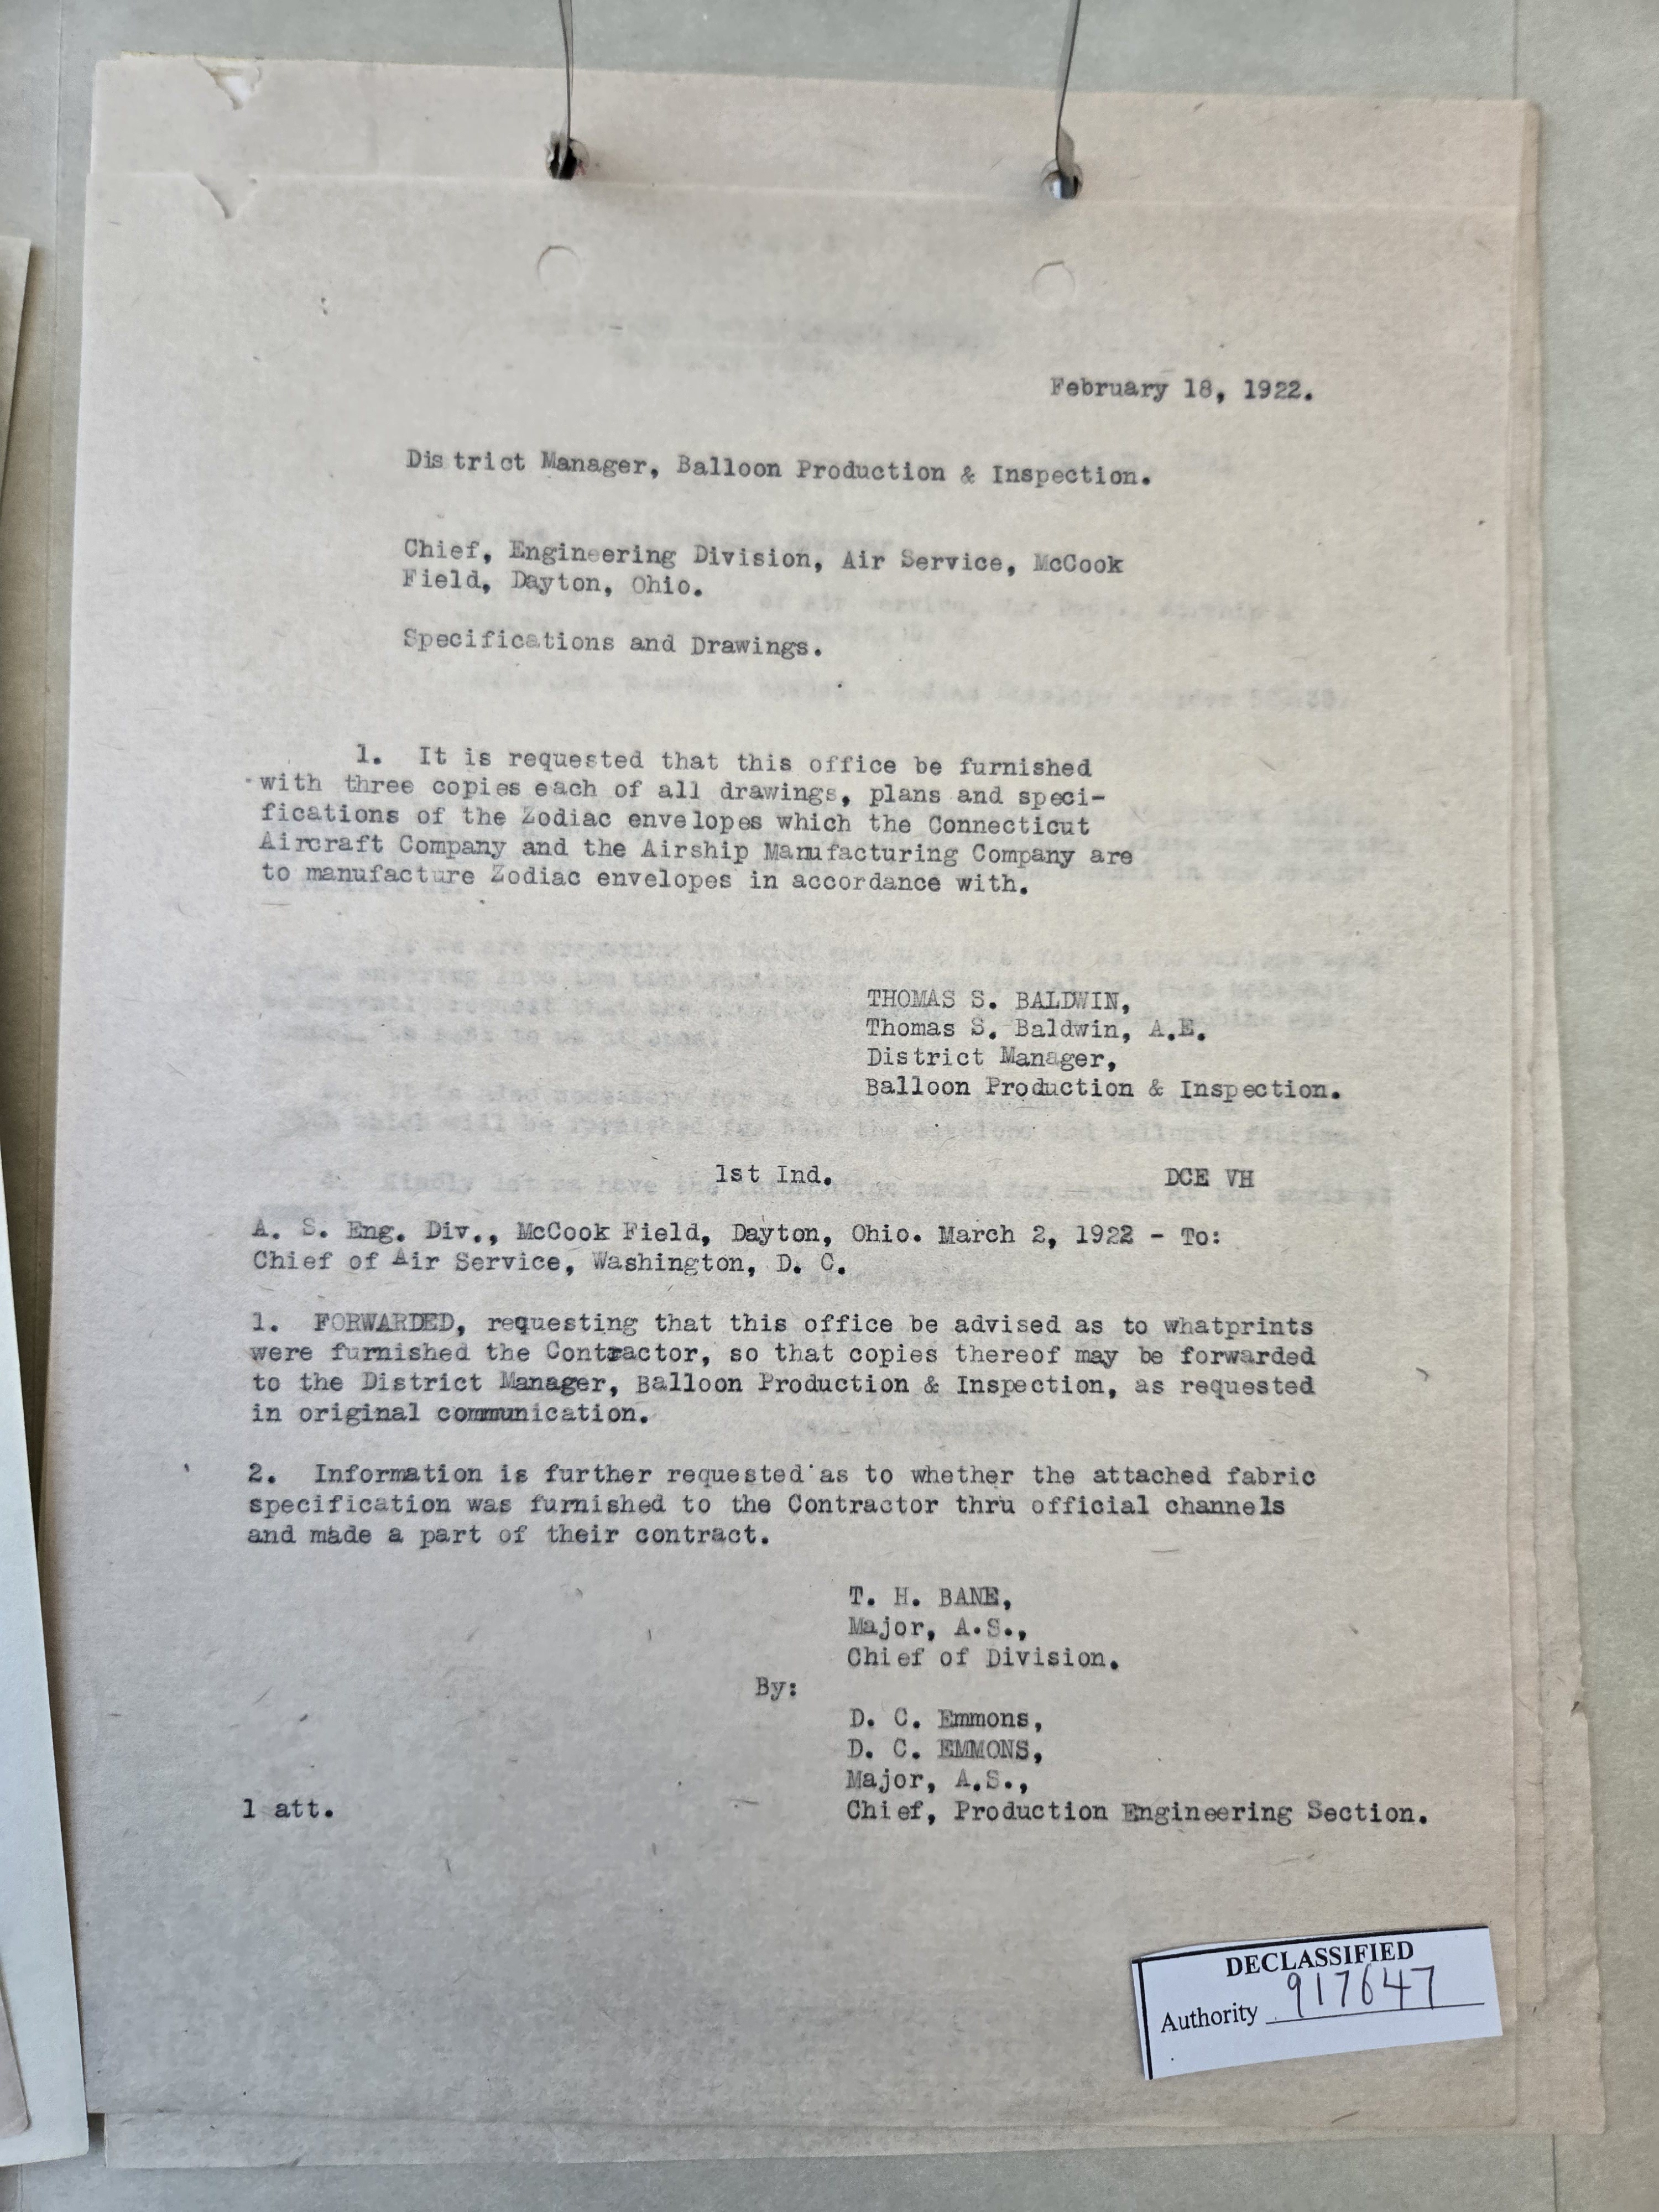 February 18, 1922.
District Manager, Balloon Production & Inspection.
Chief, Engineering Division, Air Service, McCook
Field, Dayton, Ohio.
Specifications and Drawings.
1. It is requested that this office be furnished
with three copies each of all drawings, plans and speci-
fications of the Zodiac envelopes which the Connecticut
Aircraft Company and the Airship Manufacturing Company are
to manufacture Zodiac envelopes in accordance with.
THOMAS S. BALDWIN,
Thomas S. Baldwin, A.E.
District Manager,
Balloon Production & Inspection.
1st Ind. DCE VH
A. S. Eng. Div., McCook Field, Dayton, Ohio. March 2, 1922 - To:
Chief of Air Service, Washington, D. C.
1. FORWARDED, requesting that this office be advised as to whatprints
were furnished the Contractor, so that copies thereof may be forwarded
to the District Manager, Balloon Production & Inspection, as requested
in original communication.
2. Information is further requested as to whether the attached fabric
specification was furnished to the Contractor thru official channels
and made a part of their contract.
T. H. BANE,
Major, A.S.,
Chief of Division.
By:
D. C. Emmons,
D. C. EMMONS,
Major, A.S.,
1 att. Chief, Production Engineering Section.
DECLASSIFIED
Authority 917647